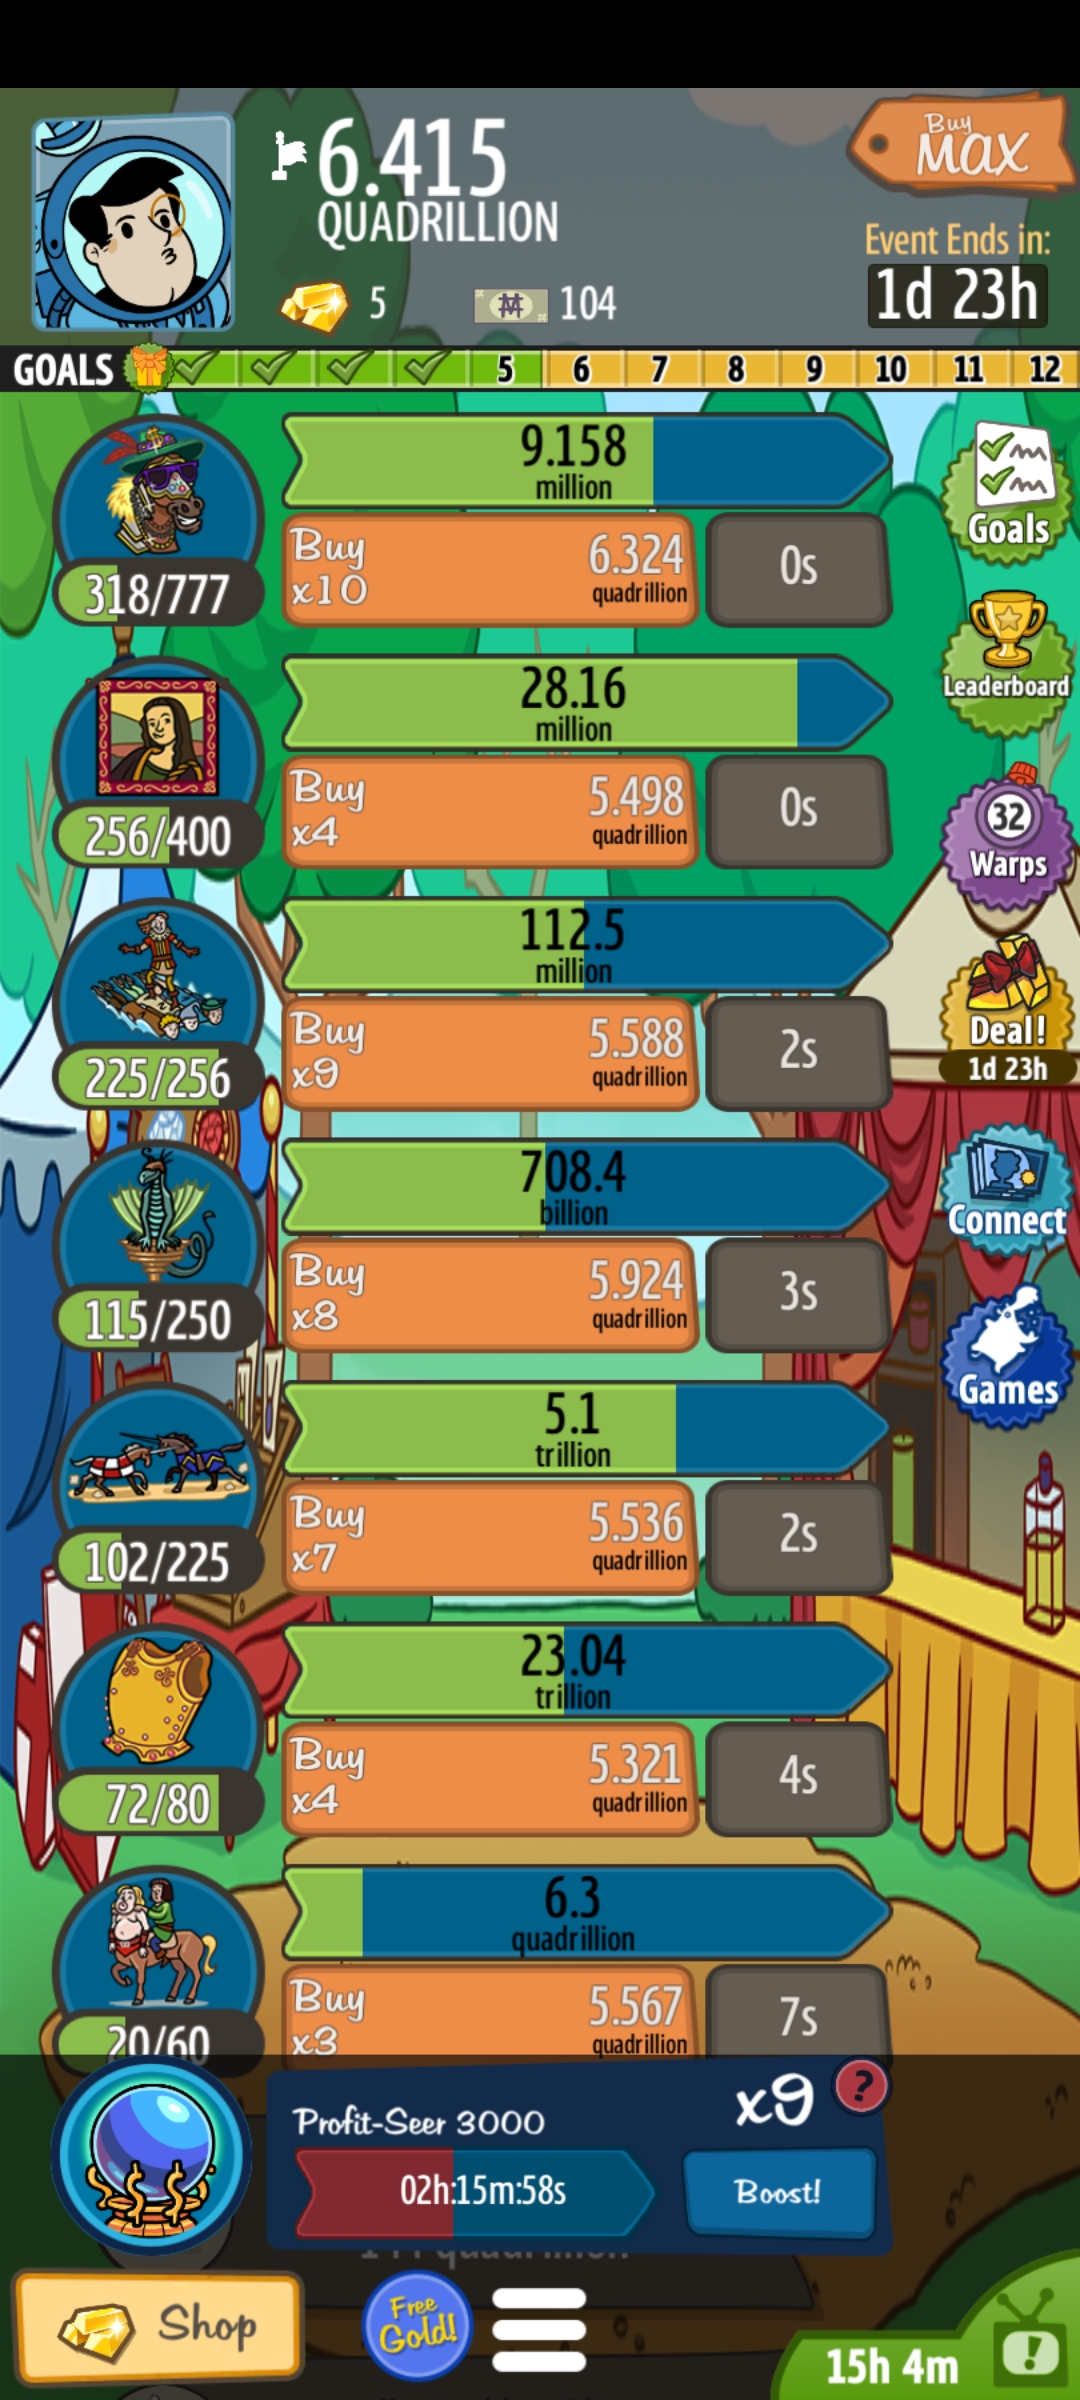 6.415
QUADRILLION
Buy
MAX
5
104
Event Ends in:
1d 23h
GOALS
5 6 7 8 9 10 11 12
9.158
million
318/777
Buy
x10
6.324
quadrillion
0s
Goals
28.16
million
256/400
Buy
x4
5.498
quadrillion
0s
Leaderboard
32
Warps
112.5
million
225/256
Buy
x9
5.588
quadrillion
2s
Deal!
1d 23h
708.4
billion
115/250
Buy
x8
5.924
quadrillion
3s
Connect
Games
5.1
trillion
102/225
Buy
x7
5.536
quadrillion
2s
23.04
trillion
72/80
Buy
x4
5.321
quadrillion
4s
6.3
quadrillion
20/60
Buy
x3
5.567
quadrillion
7s
Profit-Seer 3000
x9
?
02h:15m:58s
Boost!
Shop
Free
Gold!
15h 4m
!